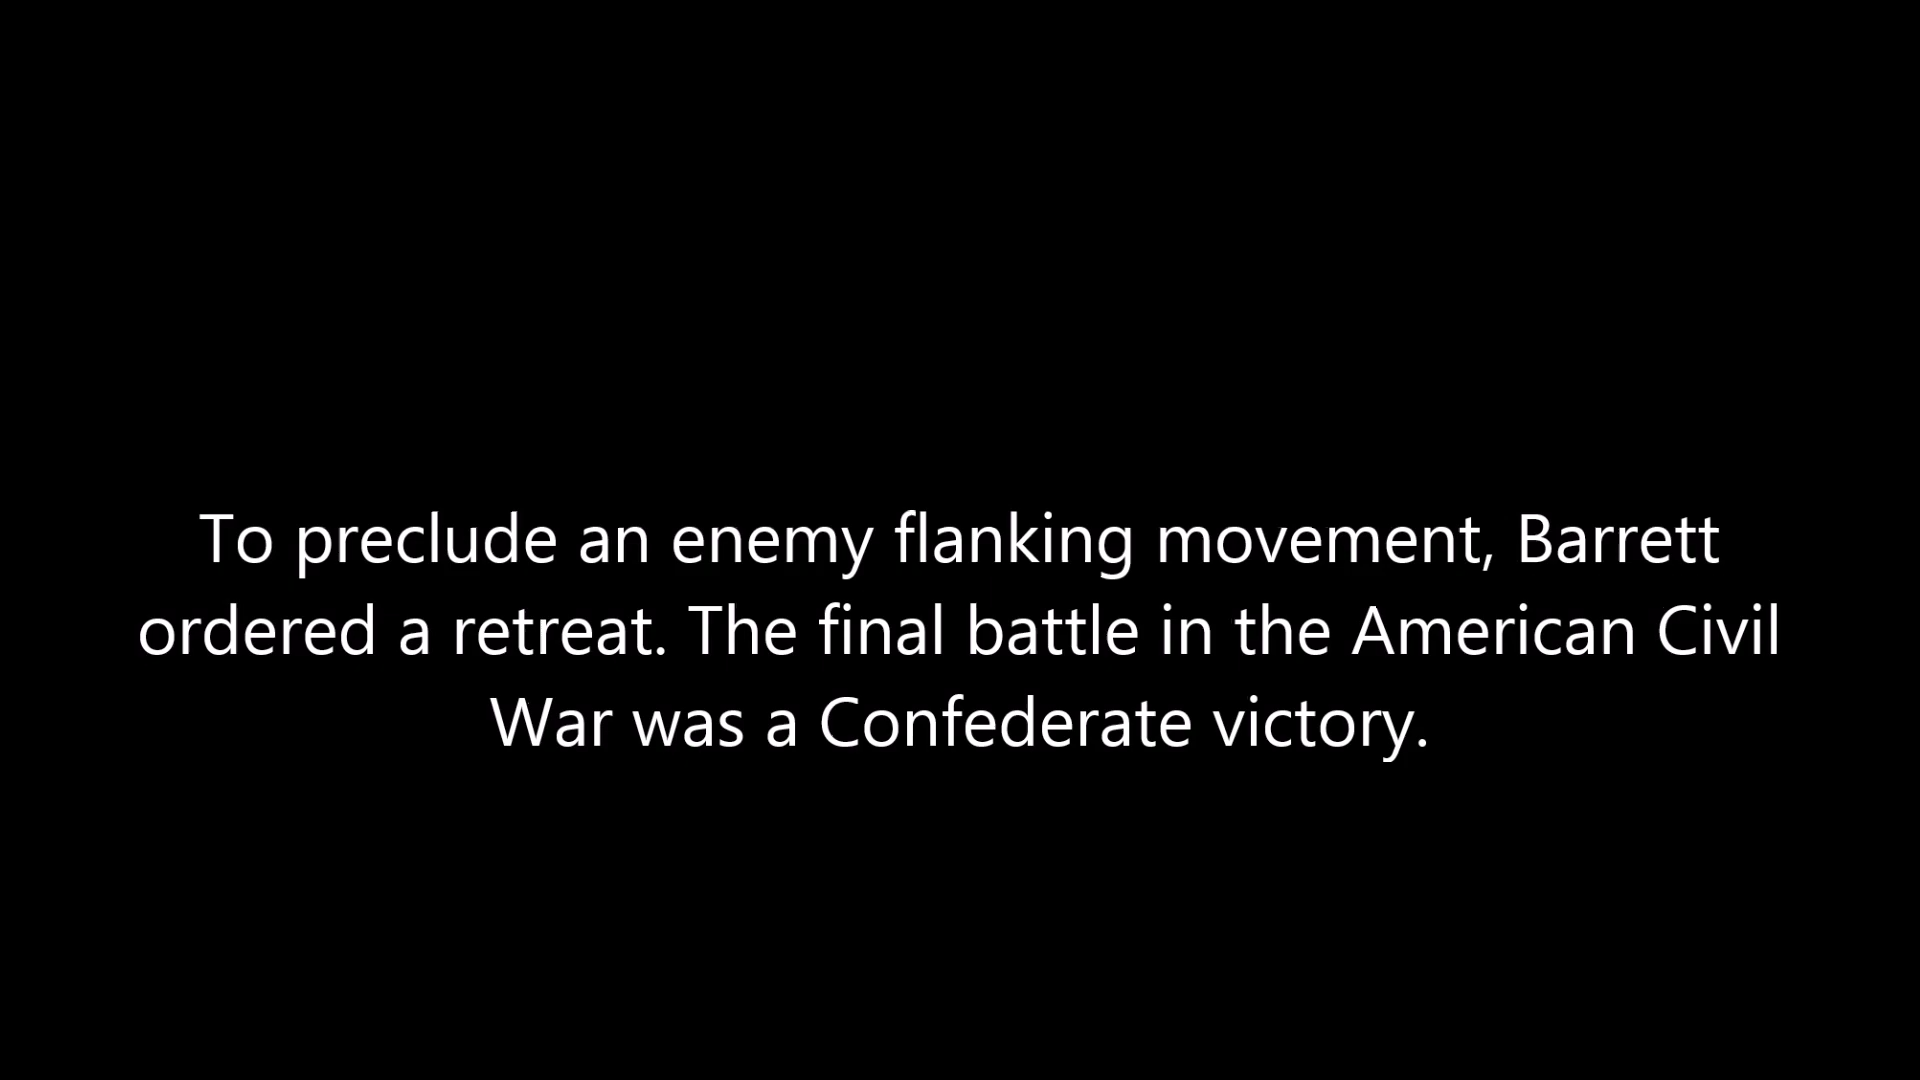 To preclude an enemy flanking movement, Barrett
ordered a retreat. The final battle in the American Civil
War was a Confederate victory.